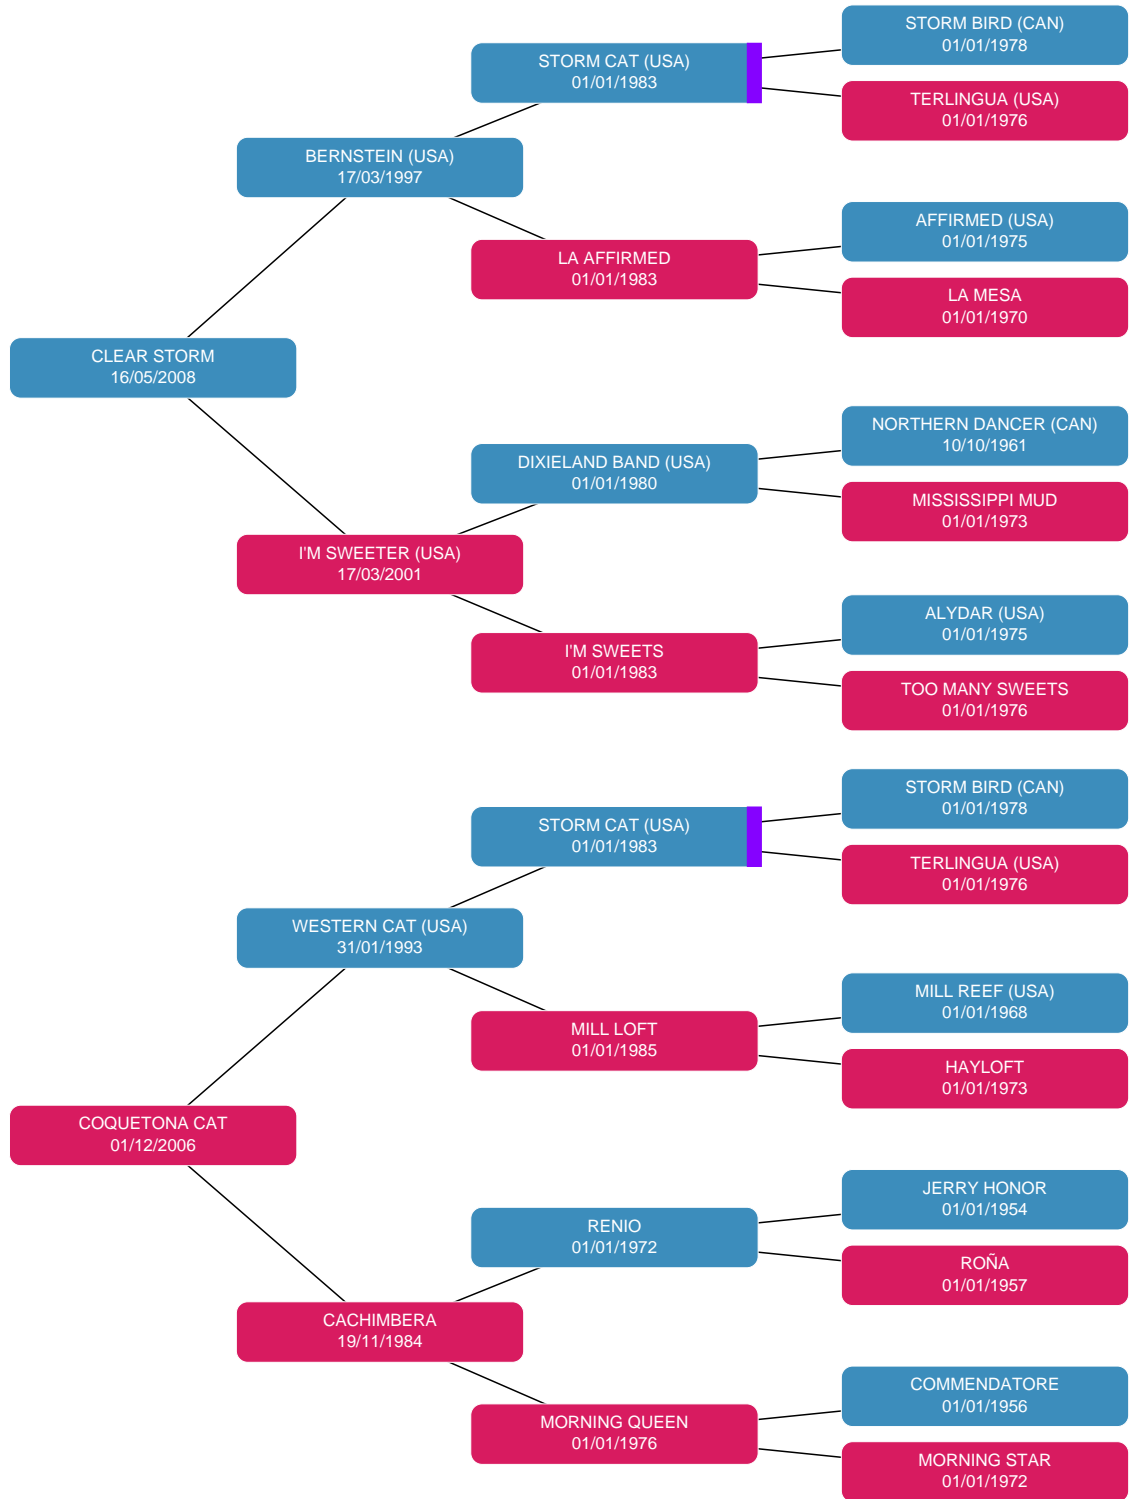 STORM BIRD (CAN)
01/01/1978
STORM CAT (USA)
01/01/1983
TERLINGUA (USA)
01/01/1976
BERNSTEIN (USA)
17/03/1997
AFFIRMED (USA)
01/01/1975
LA AFFIRMED
01/01/1983
LA MESA
01/01/1970
CLEAR STORM
16/05/2008
NORTHERN DANCER (CAN)
10/10/1961
DIXIELAND BAND (USA)
01/01/1980
MISSISSIPPI MUD
01/01/1973
I'M SWEETER (USA)
17/03/2001
ALYDAR (USA)
01/01/1975
I'M SWEETS
01/01/1983
TOO MANY SWEETS
01/01/1976
STORM BIRD (CAN)
01/01/1978
STORM CAT (USA)
01/01/1983
TERLINGUA (USA)
01/01/1976
WESTERN CAT (USA)
31/01/1993
MILL REEF (USA)
01/01/1968
MILL LOFT
01/01/1985
HAYLOFT
01/01/1973
COQUETONA CAT
01/12/2006
JERRY HONOR
01/01/1954
RENIO
01/01/1972
ROÑA
01/01/1957
CACHIMBERA
19/11/1984
COMMENDATORE
01/01/1956
MORNING QUEEN
01/01/1976
MORNING STAR
01/01/1972